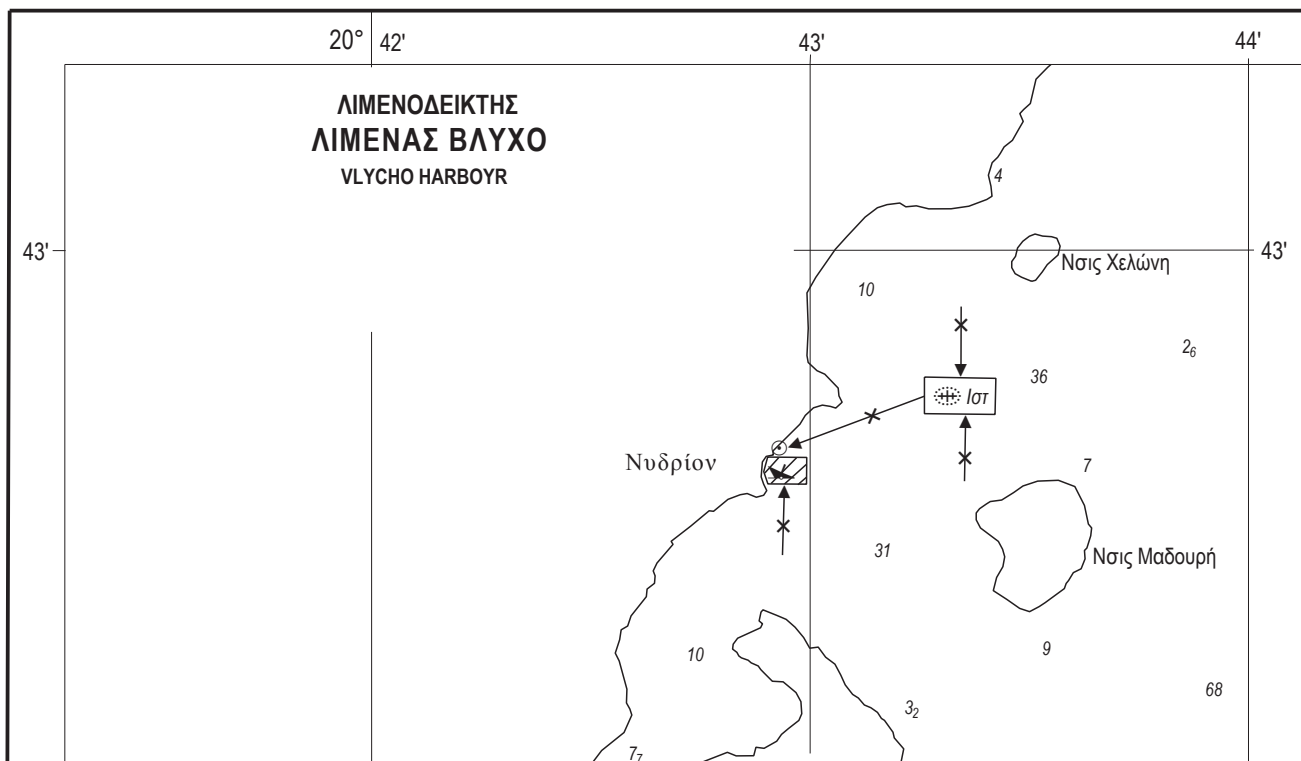 20° 42' 43' 44'
ΛΙΜΕΝΟΔΕΙΚΤΗΣ
ΛΙΜΕΝΑΣ ΒΛΥΧΟ
VLYCHO HARBOYR
4
43' 43'
Νσις Χελώνη
10
2₆
36
Ιστ
Νυδρίον
7
31
Νσις Μαδουρή
10
9
68
3₂
7₇